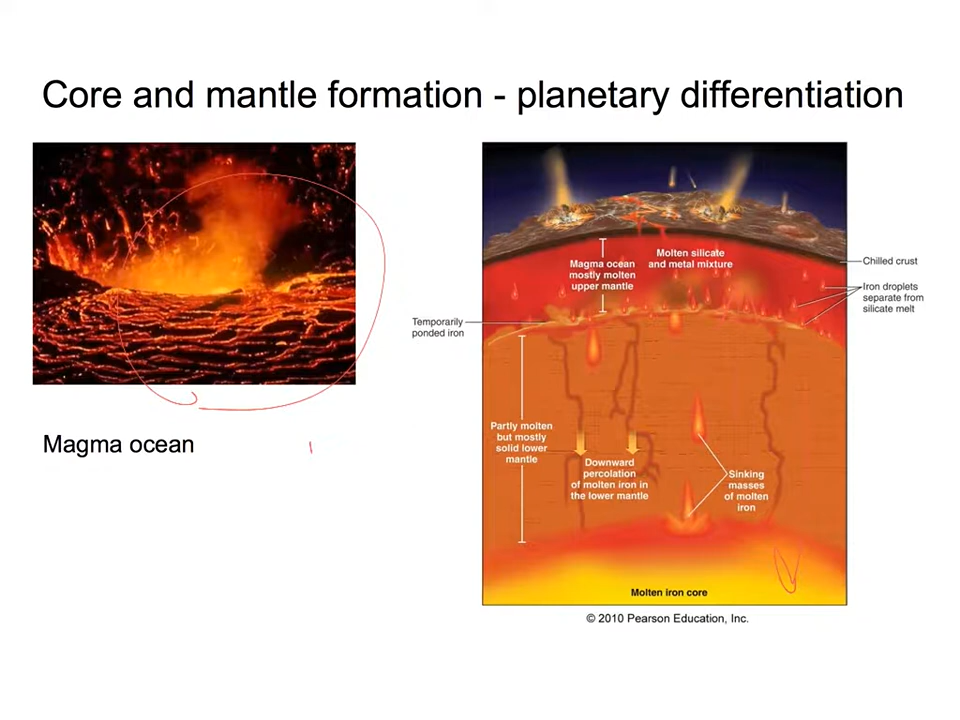 Core and mantle formation - planetary differentiation
Magma ocean
Magma ocean
mostly molten
upper mantle
Molten silicate
and metal mixture
Chilled crust
Iron droplets
separate from
silicate melt
Temporarily
ponded iron
Partly molten
but mostly
solid lower
mantle
Downward
percolation
of molten iron in
the lower mantle
Sinking
masses
of molten
iron
Molten iron core
© 2010 Pearson Education, Inc.